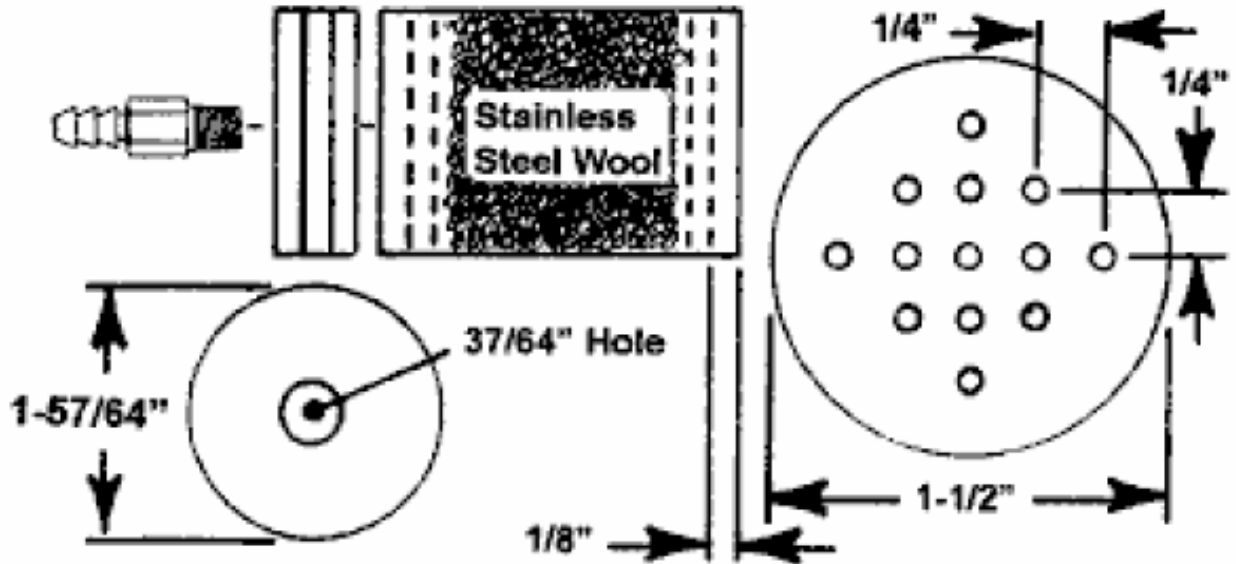 1/4”
1/4”
Stainless
Steel Wool
37/64” Hole
1-57/64”
1-1/2”
1/8”